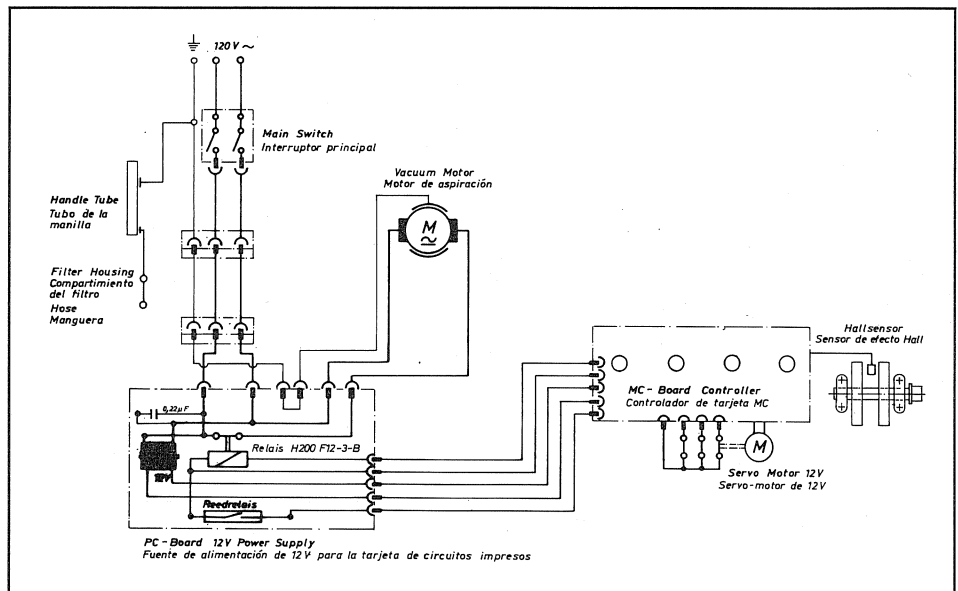 120 V ~
Main Switch
Interruptor principal
Vacuum Motor
Motor de aspiración
M
Handle Tube
Tubo de la
manilla
Filter Housing
Compartimiento
del filtro
Hose
Manguera
Hallsensor
Sensor de efecto Hall
MC-Board Controller
Controlador de tarjeta MC
M
Servo Motor 12V
Servo-motor de 12V
0,22µF
Relais H200 F12-3-B
12V
Reedrelais
PC-Board 12V Power Supply
Fuente de alimentación de 12V para la tarjeta de circuitos impresos